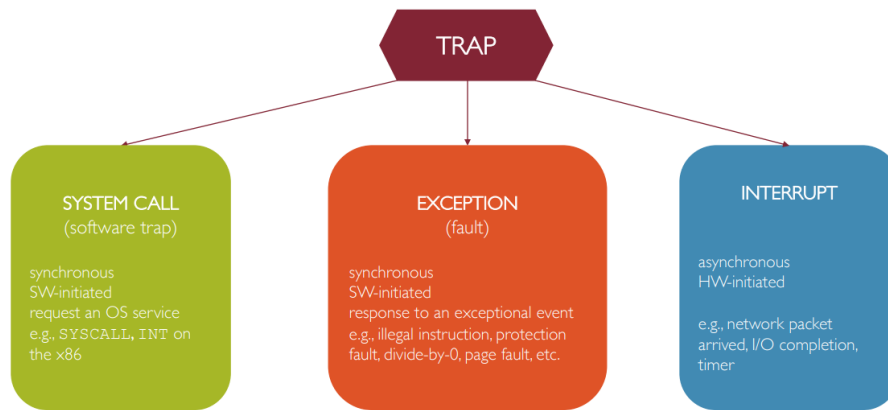 TRAP
SYSTEM CALL
(software trap)
synchronous
SW-initiated
request an OS service
e.g., SYSCALL, INT on
the x86
EXCEPTION
(fault)
synchronous
SW-initiated
response to an exceptional event
e.g., illegal instruction, protection
fault, divide-by-0, page fault, etc.
INTERRUPT
asynchronous
HW-initiated
e.g., network packet
arrived, I/O completion,
timer